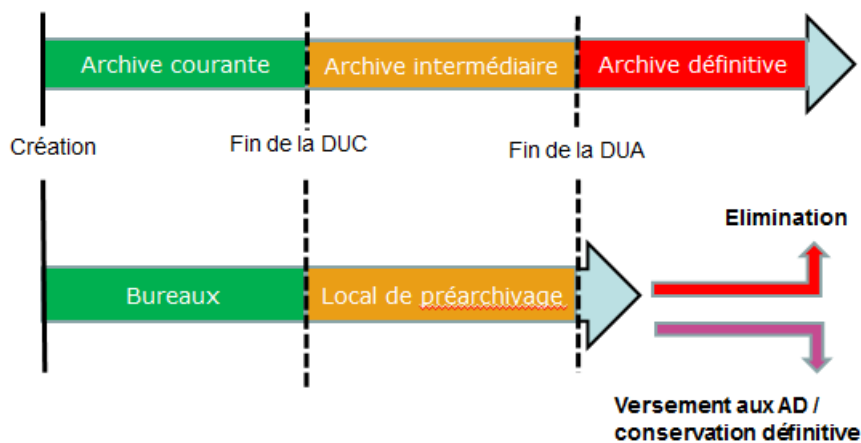 Archive courante
Archive intermédiaire
Archive définitive
Création
Fin de la DUC
Fin de la DUA
Elimination
Bureaux
Local de préarchivage
Versement aux AD /
conservation définitive